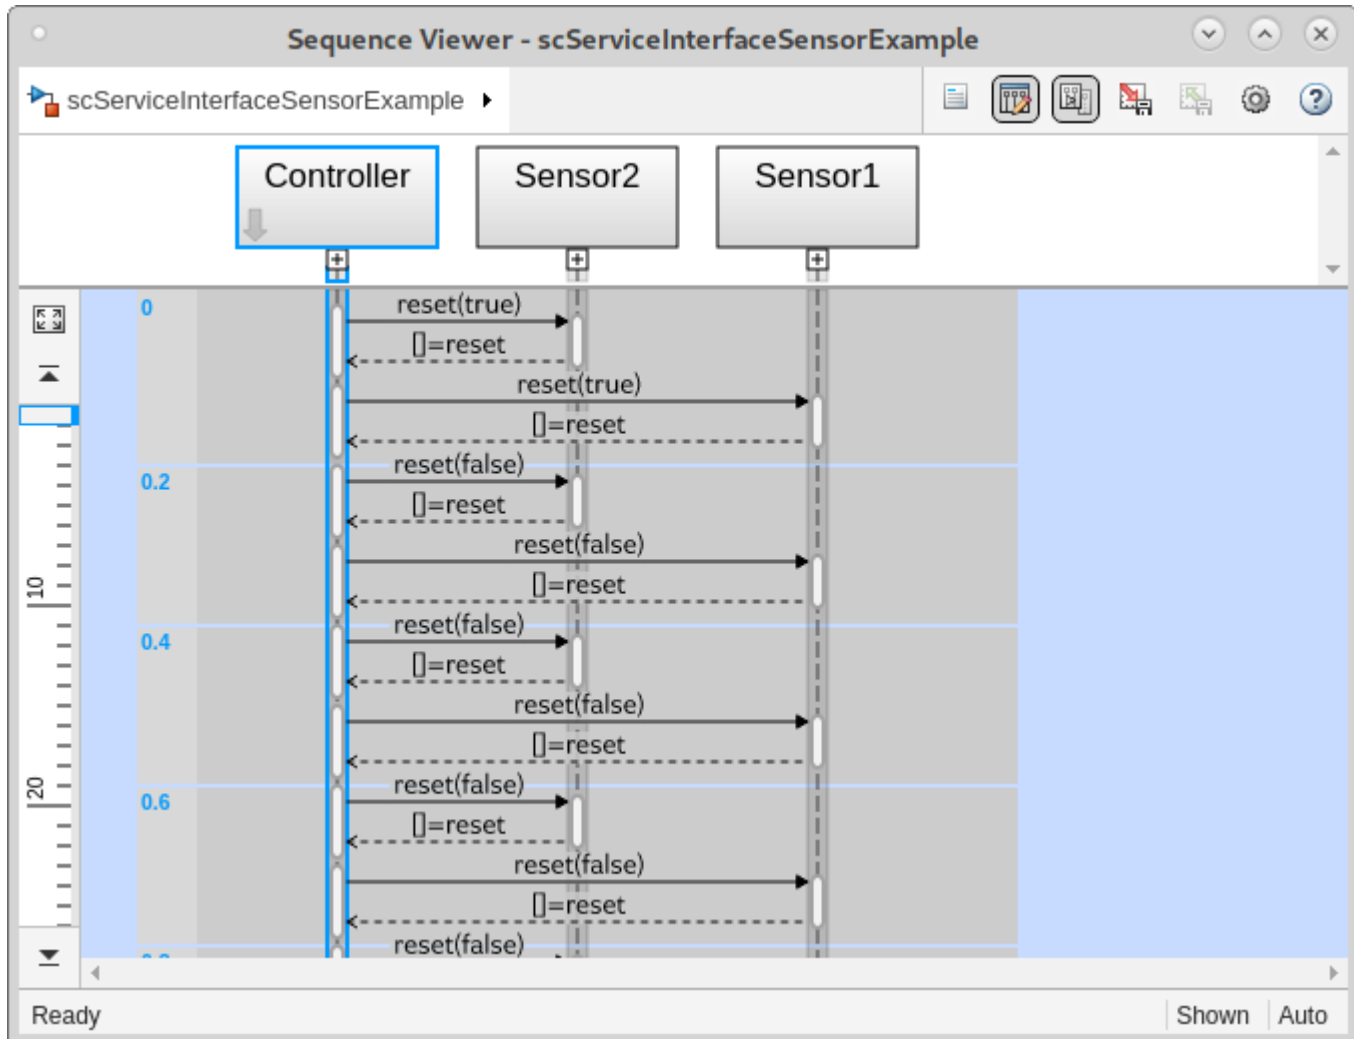 Sequence Viewer - scServiceInterfaceSensorExample
scServiceInterfaceSensorExample
Controller
Sensor2
Sensor1
0
reset(true)
[]=reset
reset(true)
[]=reset
0.2
reset(false)
[]=reset
reset(false)
[]=reset
10
0.4
reset(false)
[]=reset
reset(false)
[]=reset
20
0.6
reset(false)
[]=reset
reset(false)
[]=reset
reset(false)
Ready
Shown
Auto